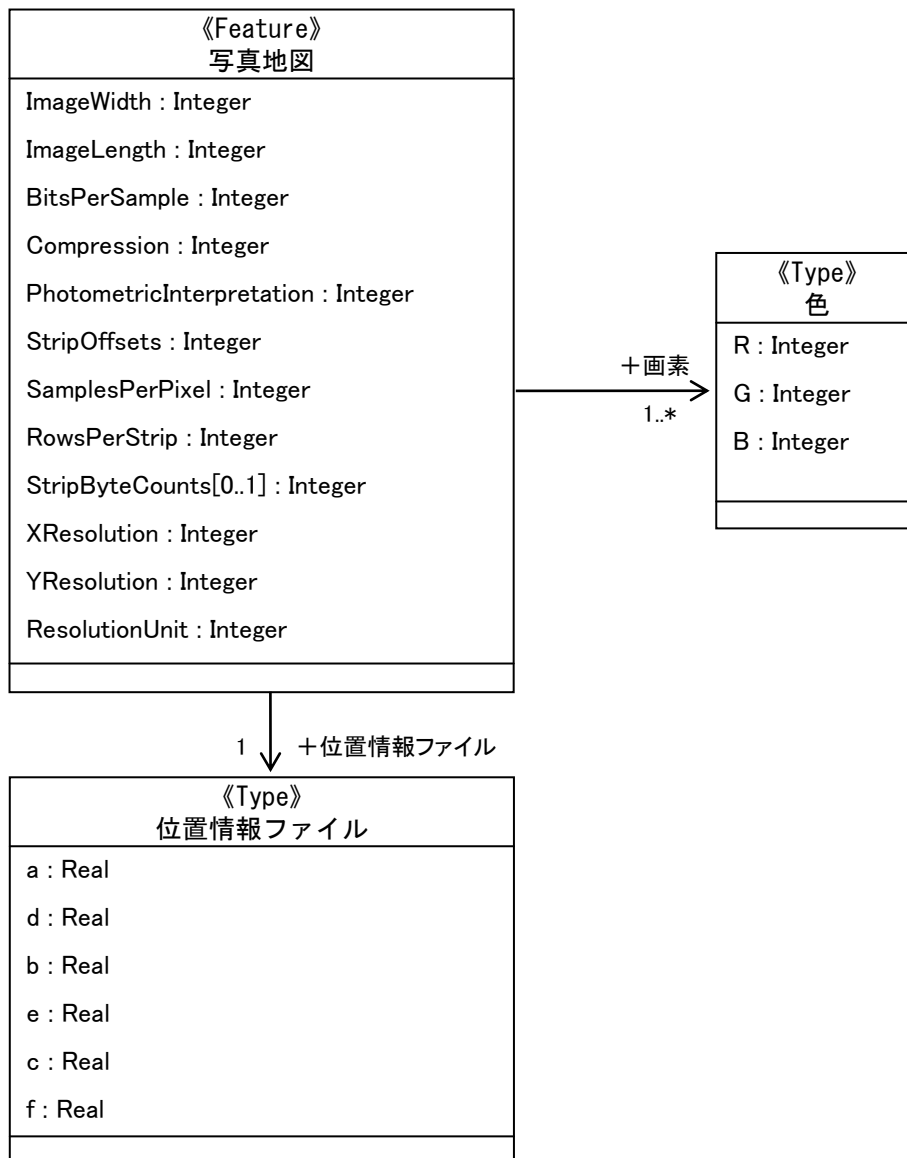 《Feature》
写真地図
ImageWidth : Integer
ImageLength : Integer
BitsPerSample : Integer
Compression : Integer
PhotometricInterpretation : Integer
StripOffsets : Integer
SamplesPerPixel : Integer
RowsPerStrip : Integer
StripByteCounts[0..1] : Integer
XResolution : Integer
YResolution : Integer
ResolutionUnit : Integer
+画素
1..*
《Type》
色
R : Integer
G : Integer
B : Integer
1 +位置情報ファイル
《Type》
位置情報ファイル
a : Real
d : Real
b : Real
e : Real
c : Real
f : Real